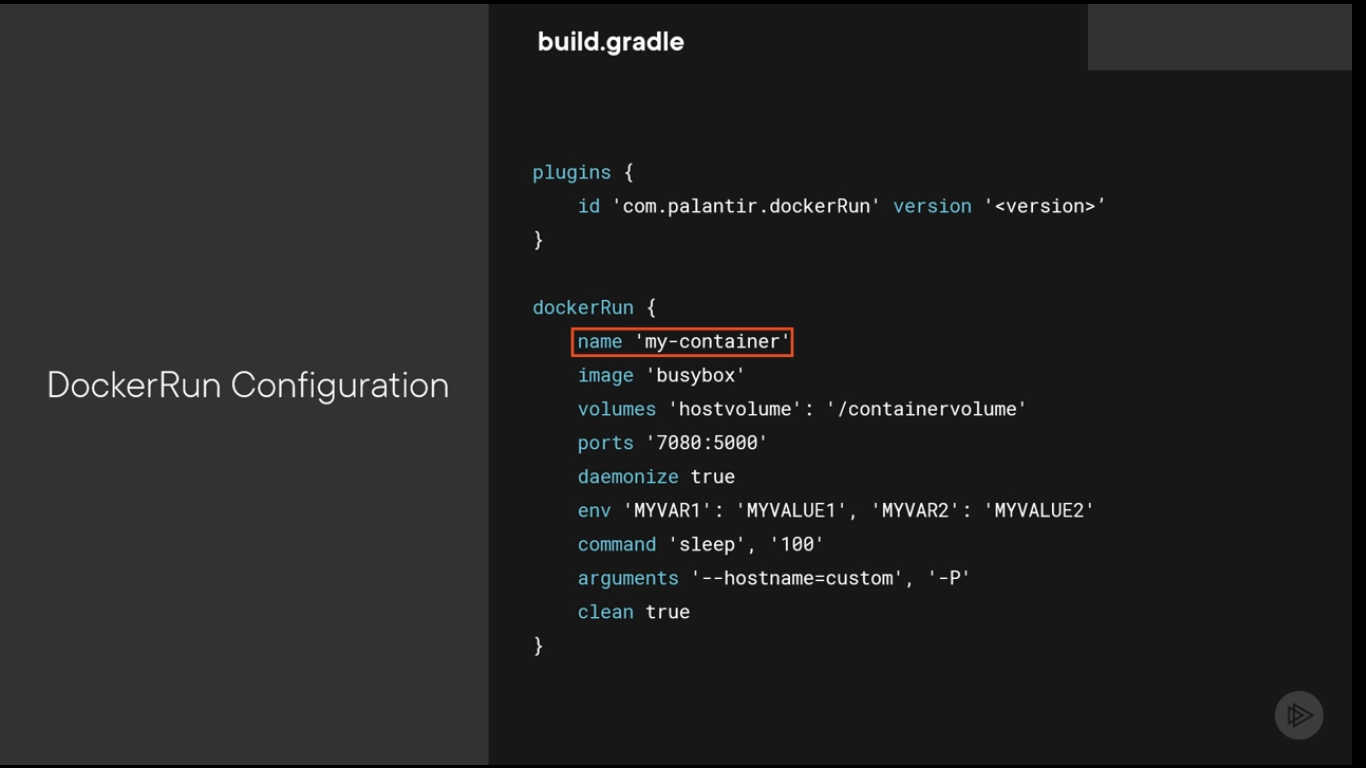 build.gradle
DockerRun Configuration
plugins {
id 'com.palantir.dockerRun' version '<version>’
}
dockerRun {
name 'my-container'
image 'busybox'
volumes 'hostvolume': '/containervolume'
ports '7080:5000'
daemonize true
env 'MYVAR1': 'MYVALUE1', 'MYVAR2': 'MYVALUE2'
command 'sleep', '100'
arguments '--hostname=custom', '-P'
clean true
}